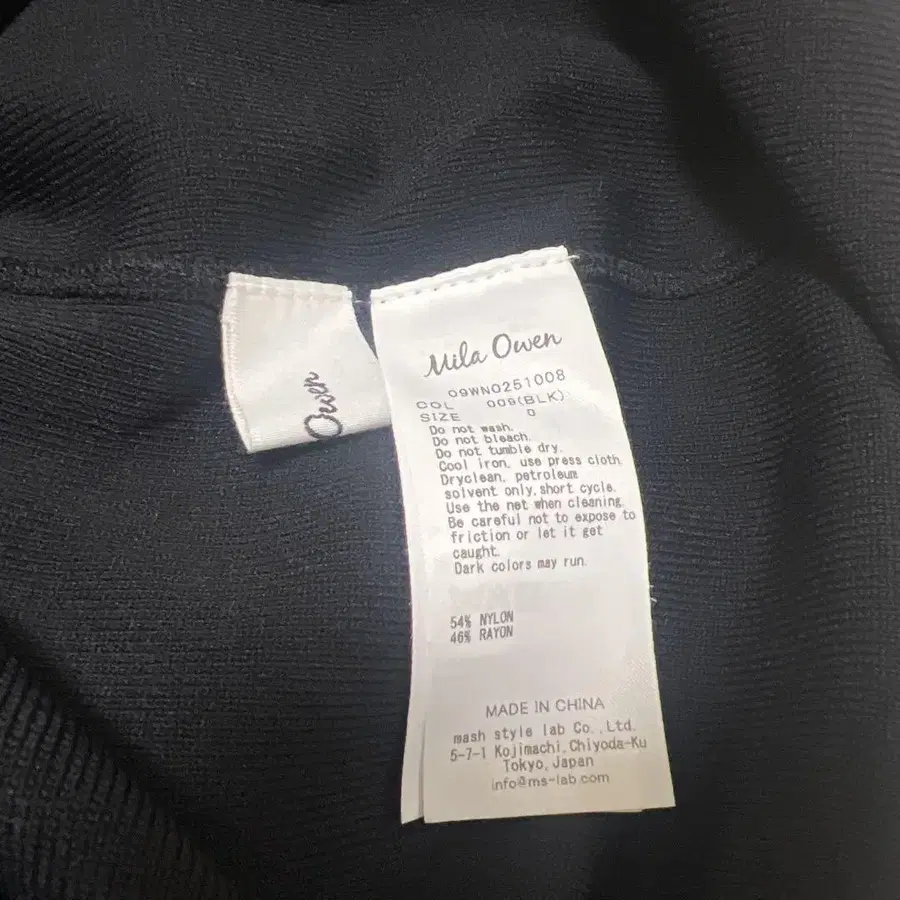 Owen
Mila Owen
09WNO251008
COL 009(BLK)
SIZE 0
Do not wash.
Do not bleach.
Do not tumble dry.
Cool iron, use press cloth.
Dryclean, petroleum
solvent only,short cycle.
Use the net when cleaning.
Be careful not to expose to
friction or let it get
caught.
Dark colors may run.
54% NYLON
46% RAYON
MADE IN CHINA
mash style lab Co.,Ltd.
5-7-1 Kojimachi,Chiyoda-Ku
Tokyo,Japan
info@ms-lab.com